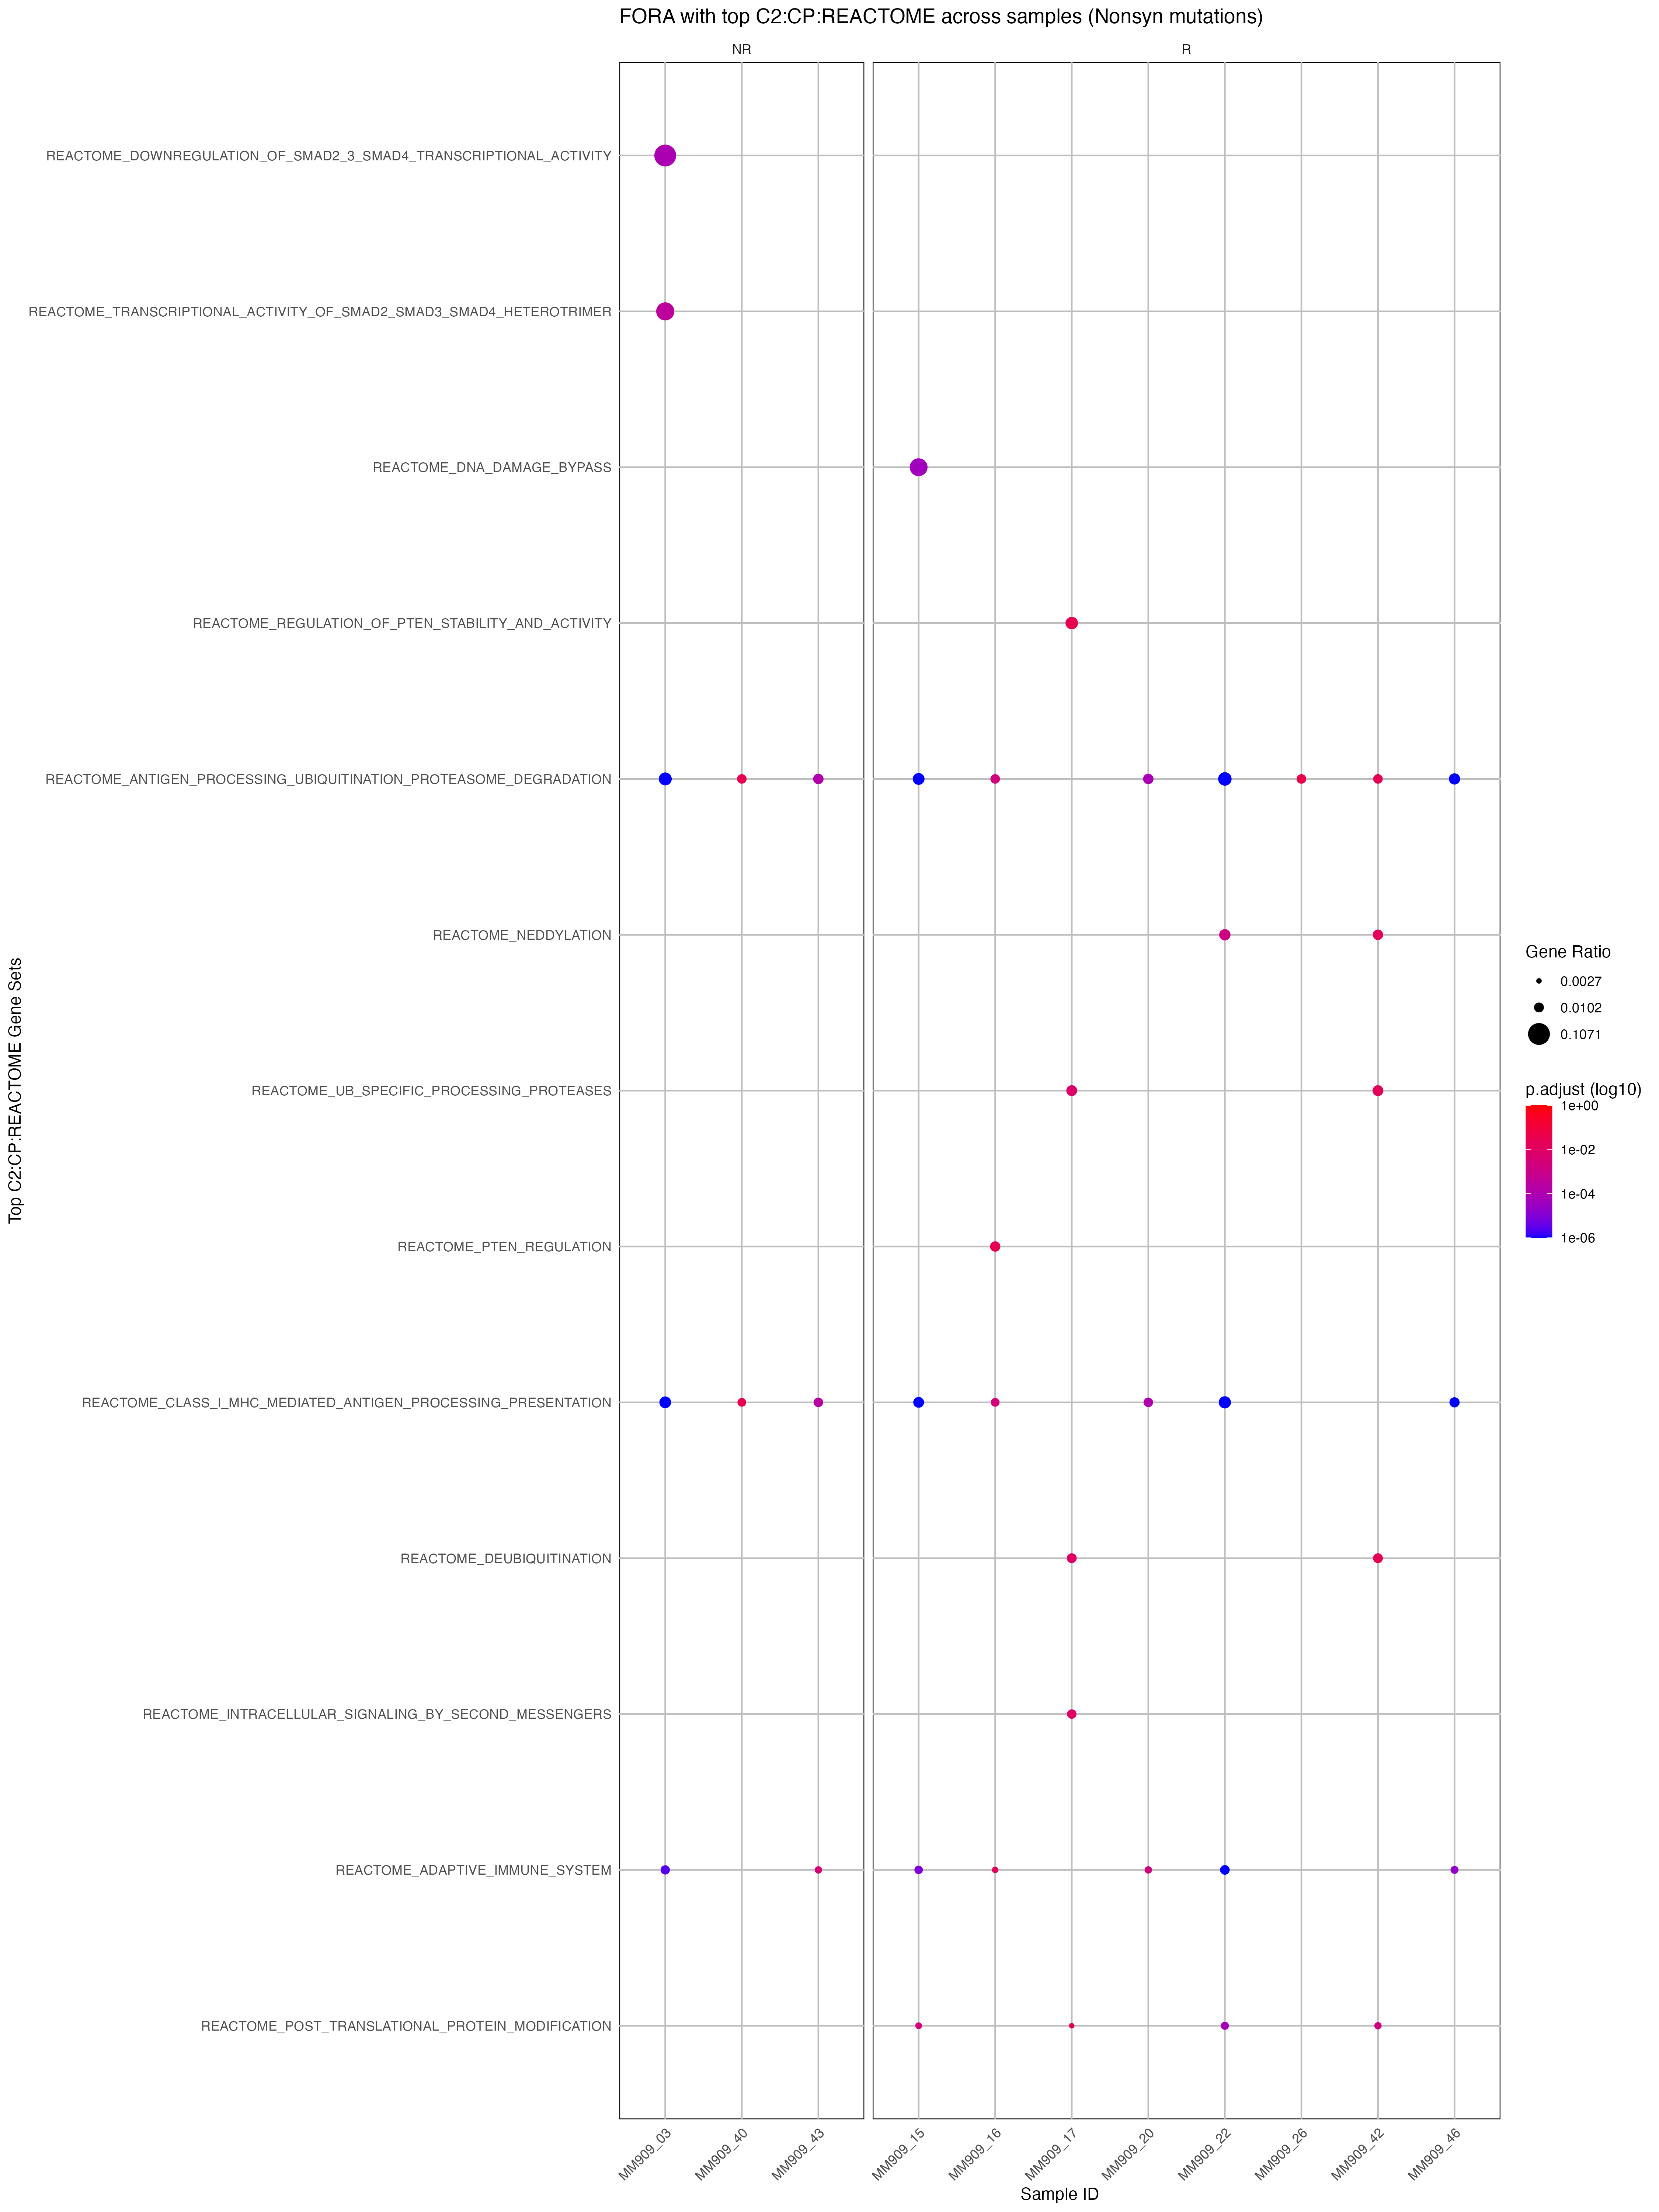 FORA with top C2:CP:REACTOME across samples (Nonsyn mutations)
NR
R
REACTOME_DOWNREGULATION_OF_SMAD2_3_SMAD4_TRANSCRIPTIONAL_ACTIVITY
REACTOME_TRANSCRIPTIONAL_ACTIVITY_OF_SMAD2_SMAD3_SMAD4_HETEROTRIMER
REACTOME_DNA_DAMAGE_BYPASS
REACTOME_REGULATION_OF_PTEN_STABILITY_AND_ACTIVITY
REACTOME_ANTIGEN_PROCESSING_UBIQUITINATION_PROTEASOME_DEGRADATION
REACTOME_NEDDYLATION
REACTOME_UB_SPECIFIC_PROCESSING_PROTEASES
REACTOME_PTEN_REGULATION
REACTOME_CLASS_I_MHC_MEDIATED_ANTIGEN_PROCESSING_PRESENTATION
REACTOME_DEUBIQUITINATION
REACTOME_INTRACELLULAR_SIGNALING_BY_SECOND_MESSENGERS
REACTOME_ADAPTIVE_IMMUNE_SYSTEM
REACTOME_POST_TRANSLATIONAL_PROTEIN_MODIFICATION
Top C2:CP:REACTOME Gene Sets
MM909_03
MM909_40
MM909_43
MM909_15
MM909_16
MM909_17
MM909_20
MM909_22
MM909_26
MM909_42
MM909_46
Sample ID
Gene Ratio
0.0027
0.0102
0.1071
p.adjust (log10)
1e+00
1e-02
1e-04
1e-06